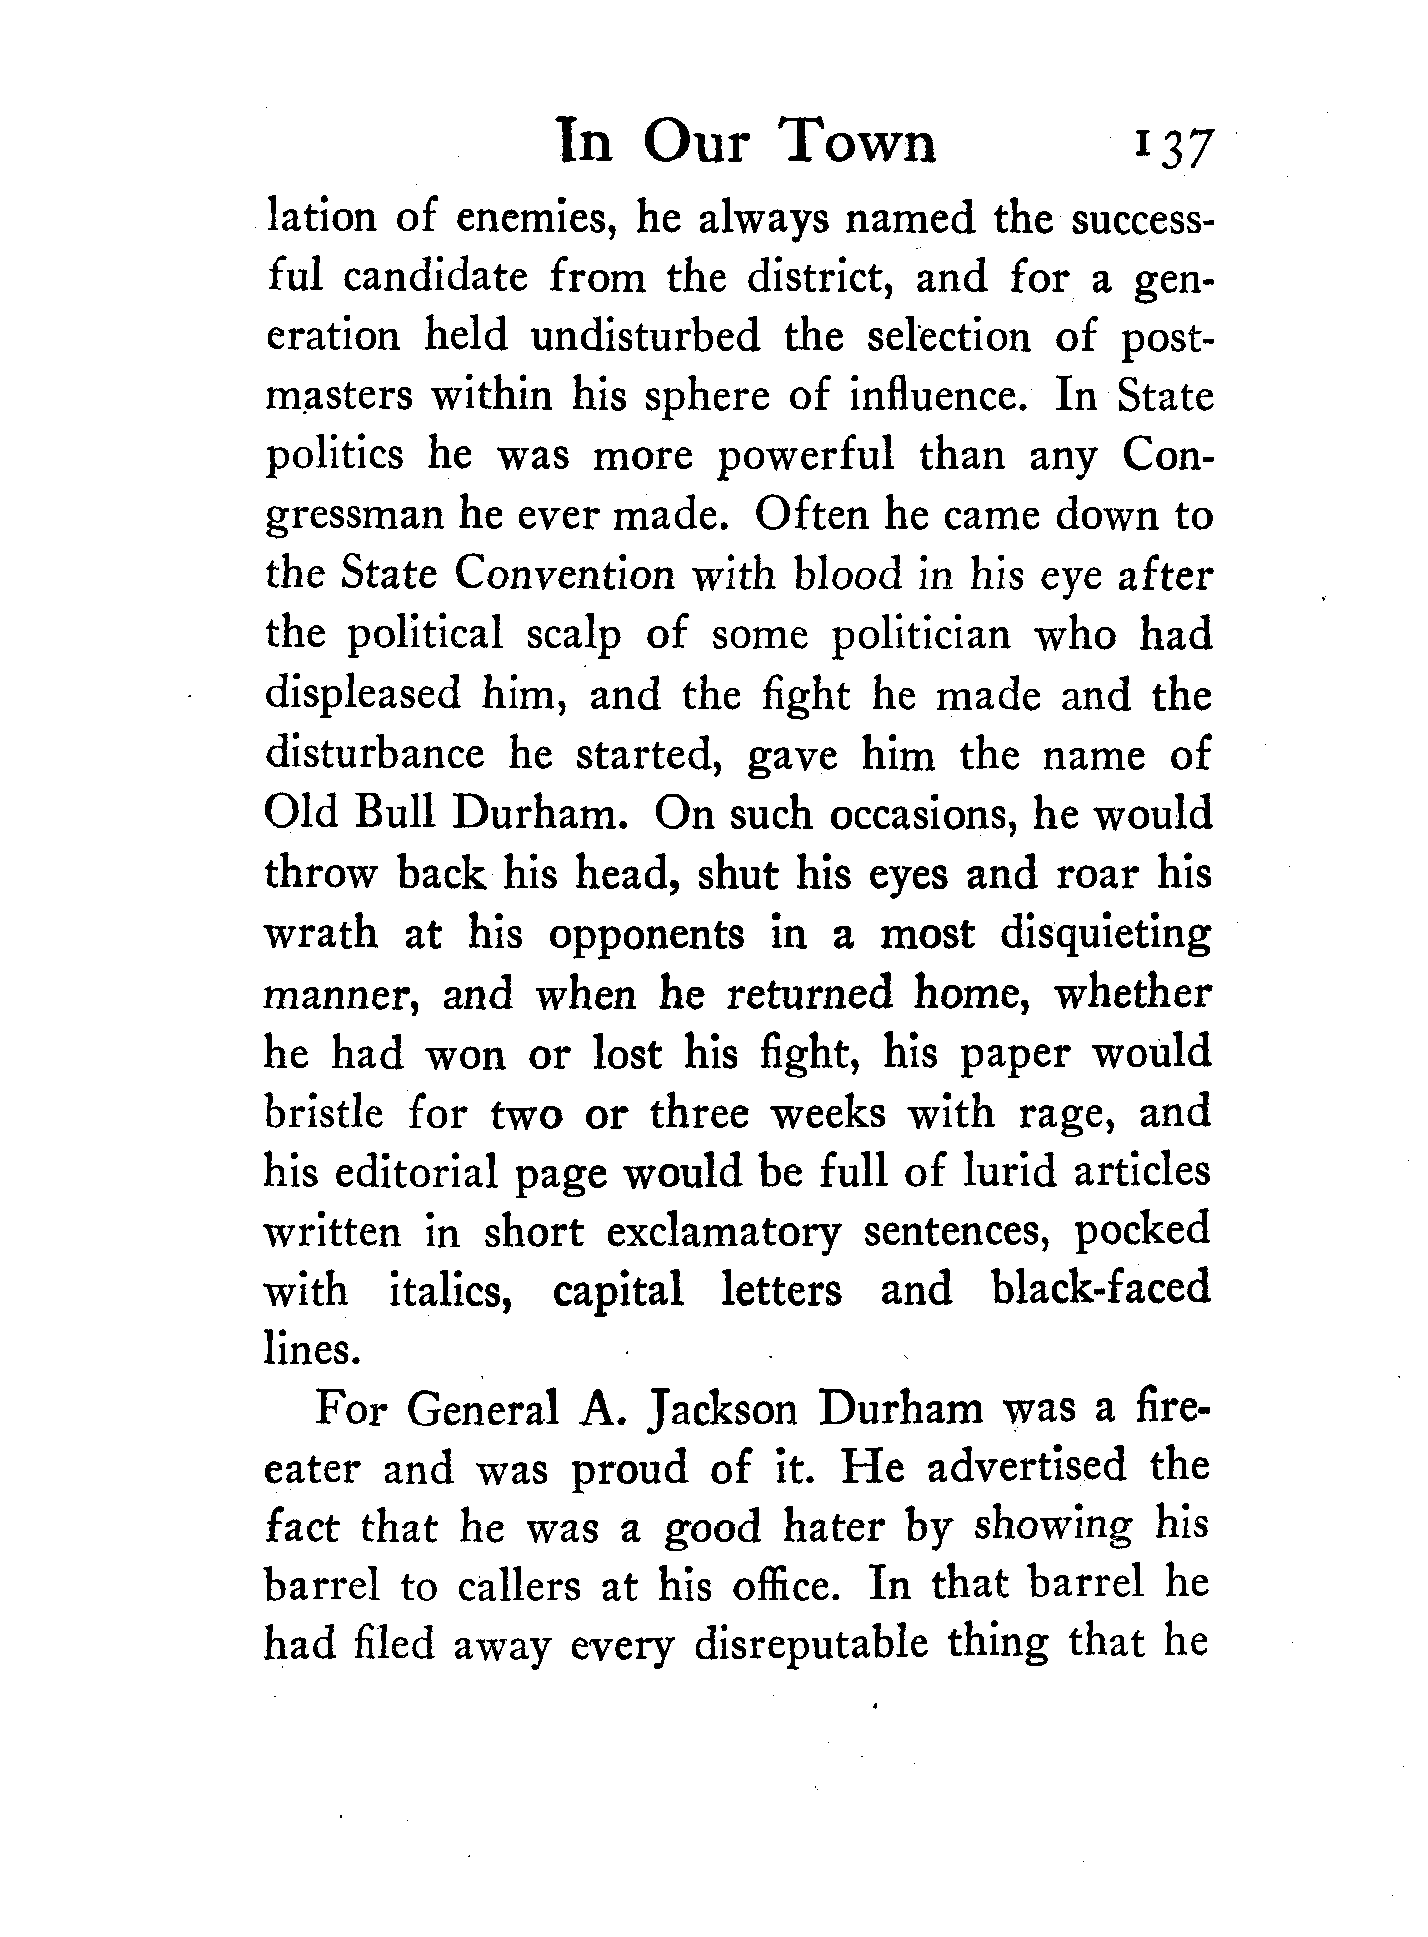 In Our Town 137
lation of enemies, he always named the success-
ful candidate from the district, and for a gen-
eration held undisturbed the selection of post-
masters within his sphere of influence. In State
politics he was more powerful than any Con-
gressman he ever made. Often he came down to
the State Convention with blood in his eye after
the political scalp of some politician who had
displeased him, and the fight he made and the
disturbance he started, gave him the name of
Old Bull Durham. On such occasions, he would
throw back his head, shut his eyes and roar his
wrath at his opponents in a most disquieting
manner, and when he returned home, whether
he had won or lost his fight, his paper would
bristle for two or three weeks with rage, and
his editorial page would be full of lurid articles
written in short exclamatory sentences, pocked
with italics, capital letters and black-faced
lines.
For General A. Jackson Durham was a fire-
eater and was proud of it. He advertised the
fact that he was a good hater by showing his
barrel to callers at his office. In that barrel he
had filed away every disreputable thing that he